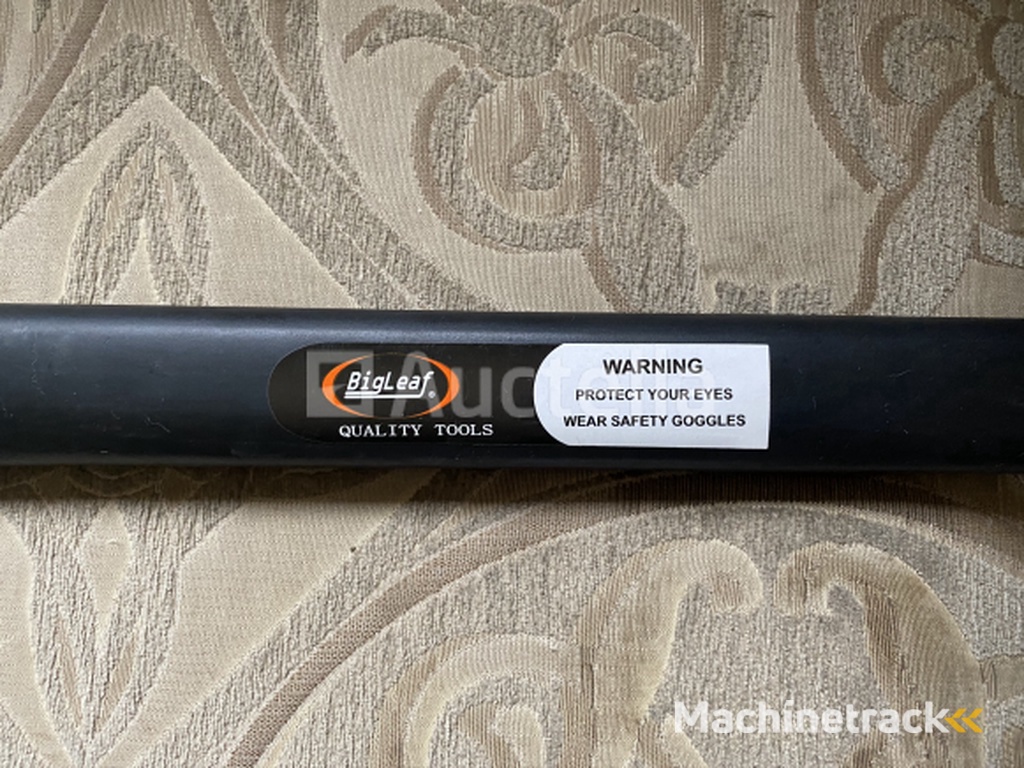 BigLeaf®
QUALITY TOOLS
WARNING
PROTECT YOUR EYES
WEAR SAFETY GOGGLES
Machinetrack